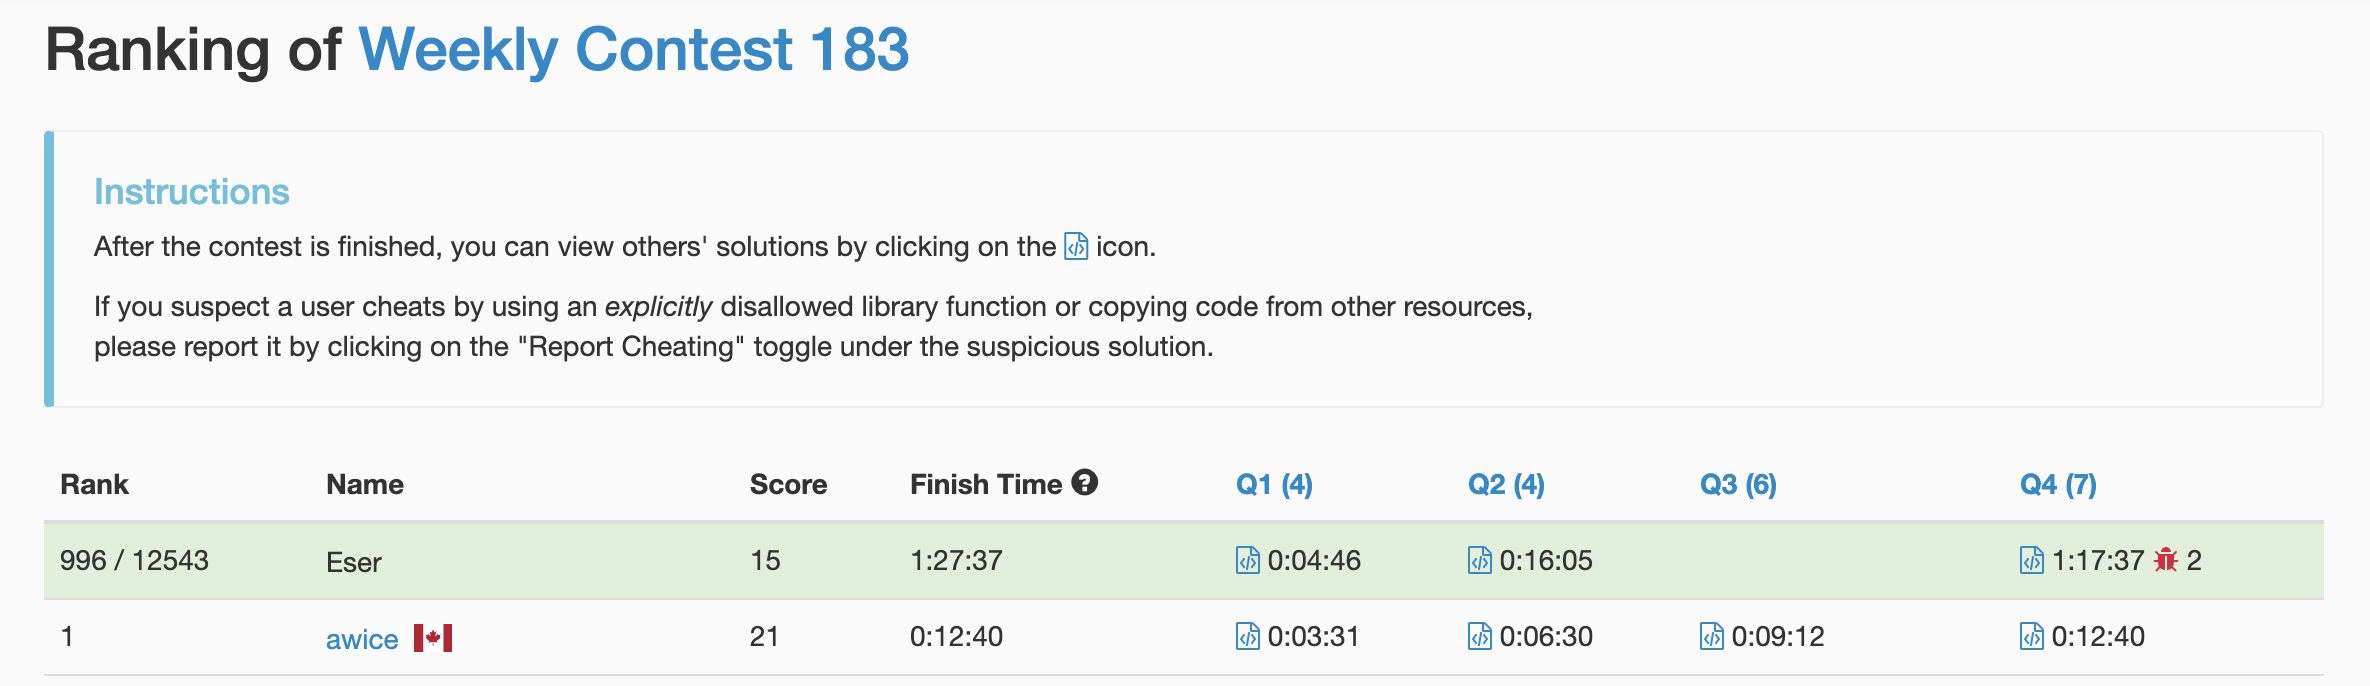 Ranking of Weekly Contest 183
Instructions
After the contest is finished, you can view others' solutions by clicking on the icon.
If you suspect a user cheats by using an explicitly disallowed library function or copying code from other resources,
please report it by clicking on the "Report Cheating" toggle under the suspicious solution.
Rank Name Score Finish Time Q1 (4) Q2 (4) Q3 (6) Q4 (7)
996 / 12543 Eser 15 1:27:37 0:04:46 0:16:05 1:17:37 2
1 awice 21 0:12:40 0:03:31 0:06:30 0:09:12 0:12:40